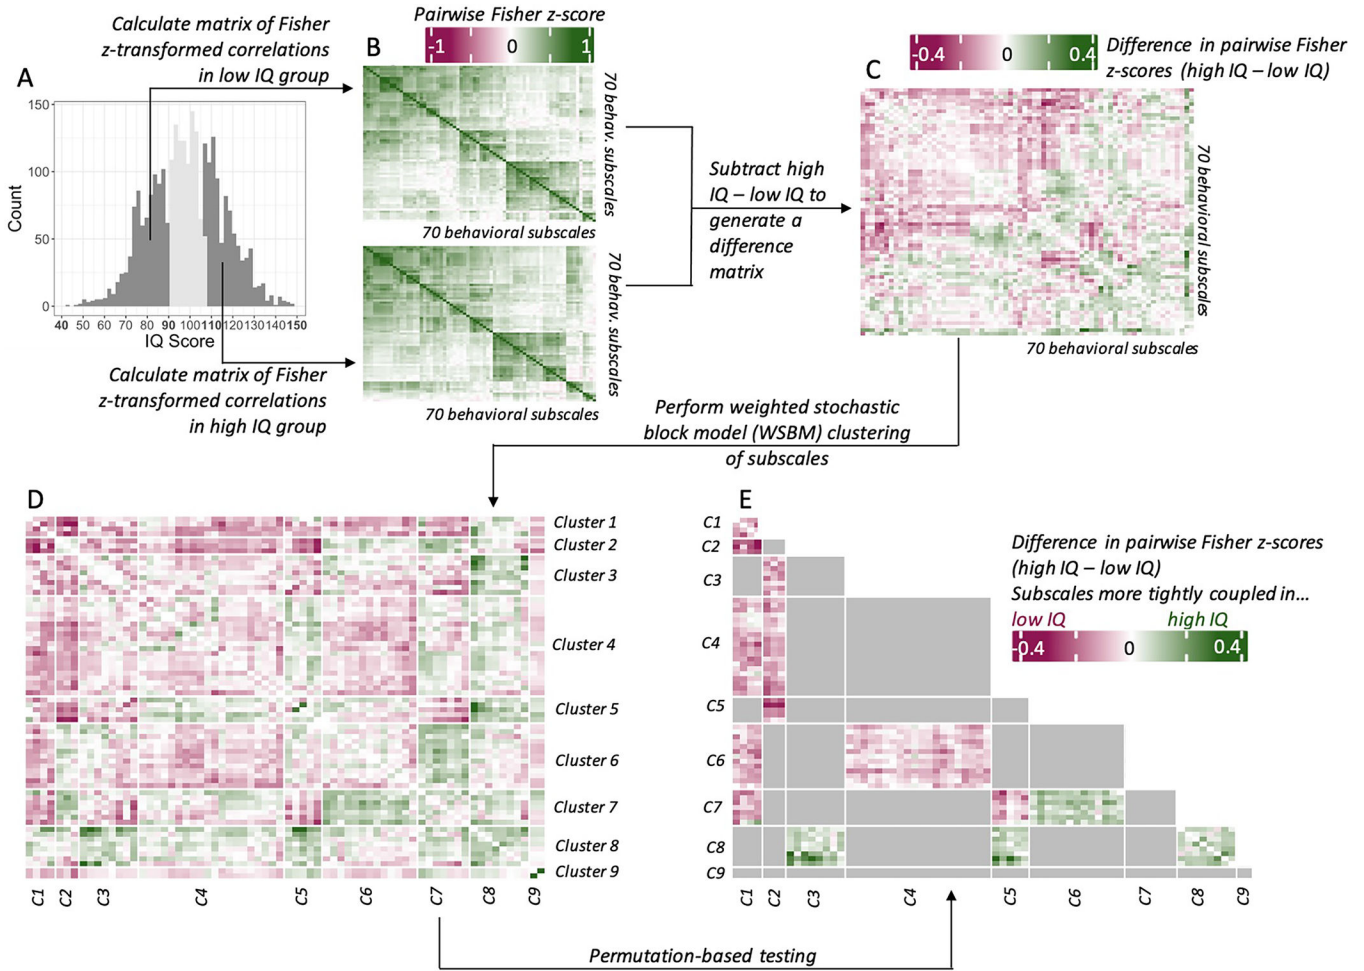 Calculate matrix of Fisher
z-transformed correlations
in low IQ group
Pairwise Fisher z-score
-1 0 1
A
B
C
-0.4 0 0.4
Difference in pairwise Fisher
z-scores (high IQ – low IQ)
150
100
50
0
Count
40 50 60 70 80 90 100 110 120 130 140 150
IQ Score
70 behav. subscales
70 behavioral subscales
70 behav. subscales
70 behavioral subscales
Subtract high
IQ – low IQ to
generate a
difference
matrix
70 behavioral subscales
70 behavioral subscales
Calculate matrix of Fisher
z-transformed correlations
in high IQ group
Perform weighted stochastic
block model (WSBM) clustering
of subscales
D
Cluster 1
Cluster 2
Cluster 3
Cluster 4
Cluster 5
Cluster 6
Cluster 7
Cluster 8
Cluster 9
C1 C2 C3 C4 C5 C6 C7 C8 C9
E
C1
C2
C3
C4
C5
C6
C7
C8
C9
C1 C2 C3 C4 C5 C6 C7 C8 C9
Difference in pairwise Fisher z-scores
(high IQ – low IQ)
Subscales more tightly coupled in...
low IQ high IQ
-0.4 0 0.4
Permutation-based testing